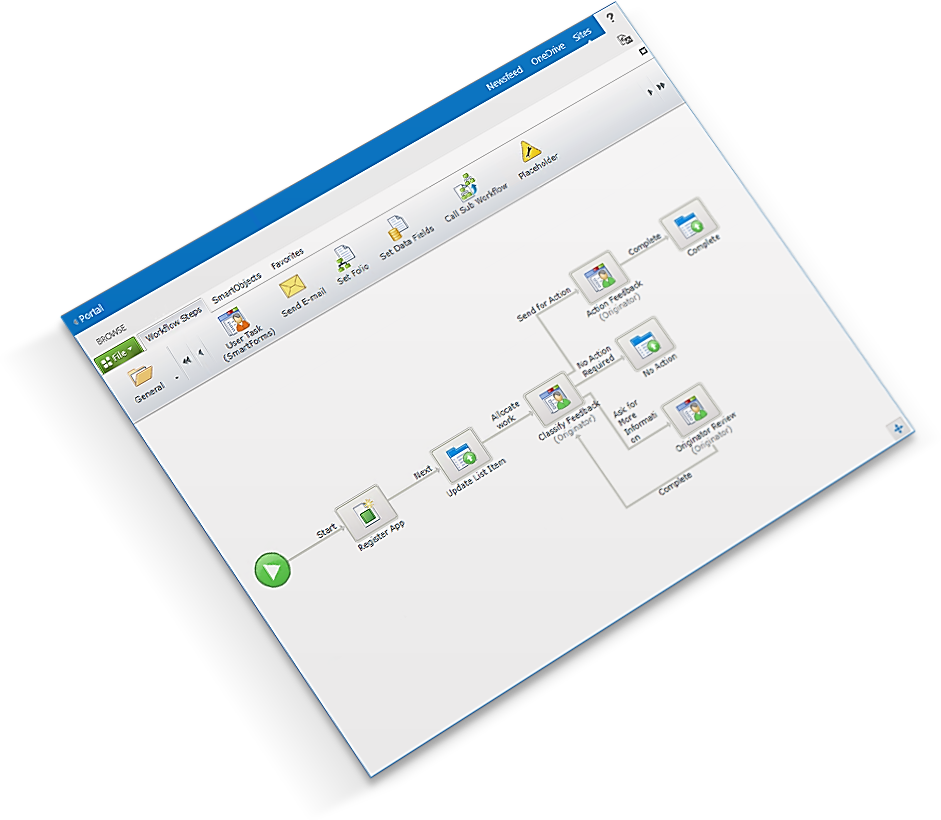 Newsfeed OneDrive Sites ?
Portal
BROWSE
File
Workflow Steps SmartObjects Favorites
General
User Task
(SmartForms)
Send E-mail
Set Folio
Set Data Fields
Call Sub Workflow
Placeholder
Start
Register App
Next
Update List Item
Allocate
work
Classify Feedback
(Originator)
Send for Action
Action Feedback
(Originator)
Complete
Complete
No Action
Required
No Action
Ask for
More
Informati
on
Originator Review
(Originator)
Complete